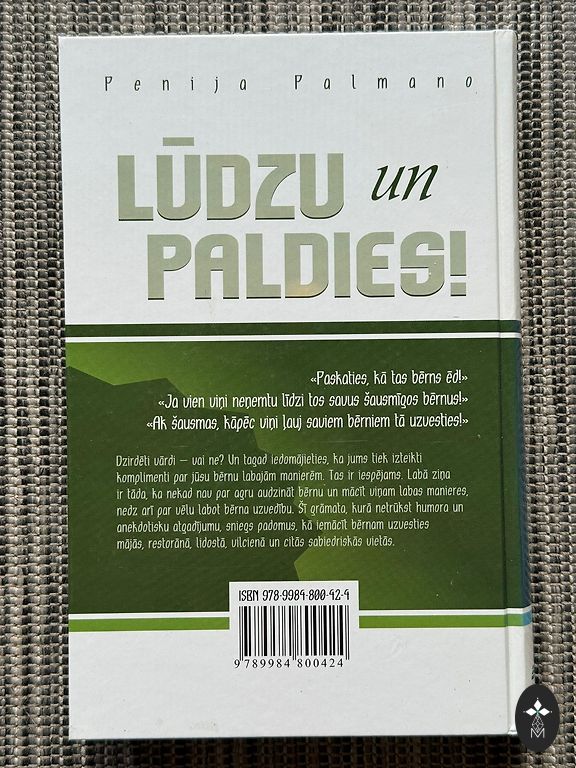 Penija Palmano
LŪDZU un
PALDIES!
«Paskaties, kā tas bērns ēd!»
«Ja vien viņi neņemtu līdzi tos savus šausmīgos bērnus!»
«Ak šausmas, kāpēc viņi ļauj saviem bērniem tā uzvesties!»
Dzirdēti vārdi – vai ne? Un tagad iedomājieties, ka jums tiek izteikti
komplimenti par jūsu bērnu labajām manierēm. Tas ir iespējams. Labā ziņa
ir tāda, ka nekad nav par agru audzināt bērnu un mācīt viņam labas manieres,
nedz arī par vēlu labot bērna uzvedību. Šī grāmata, kurā netrūkst humora un
anekdotisku atgadījumu, sniegs padomus, kā iemācīt bērnam uzvesties
mājās, restorānā, lidostā, vilcienā un citās sabiedriskās vietās.
ISBN 978-9984-800-42-4
9 789984 800424
M